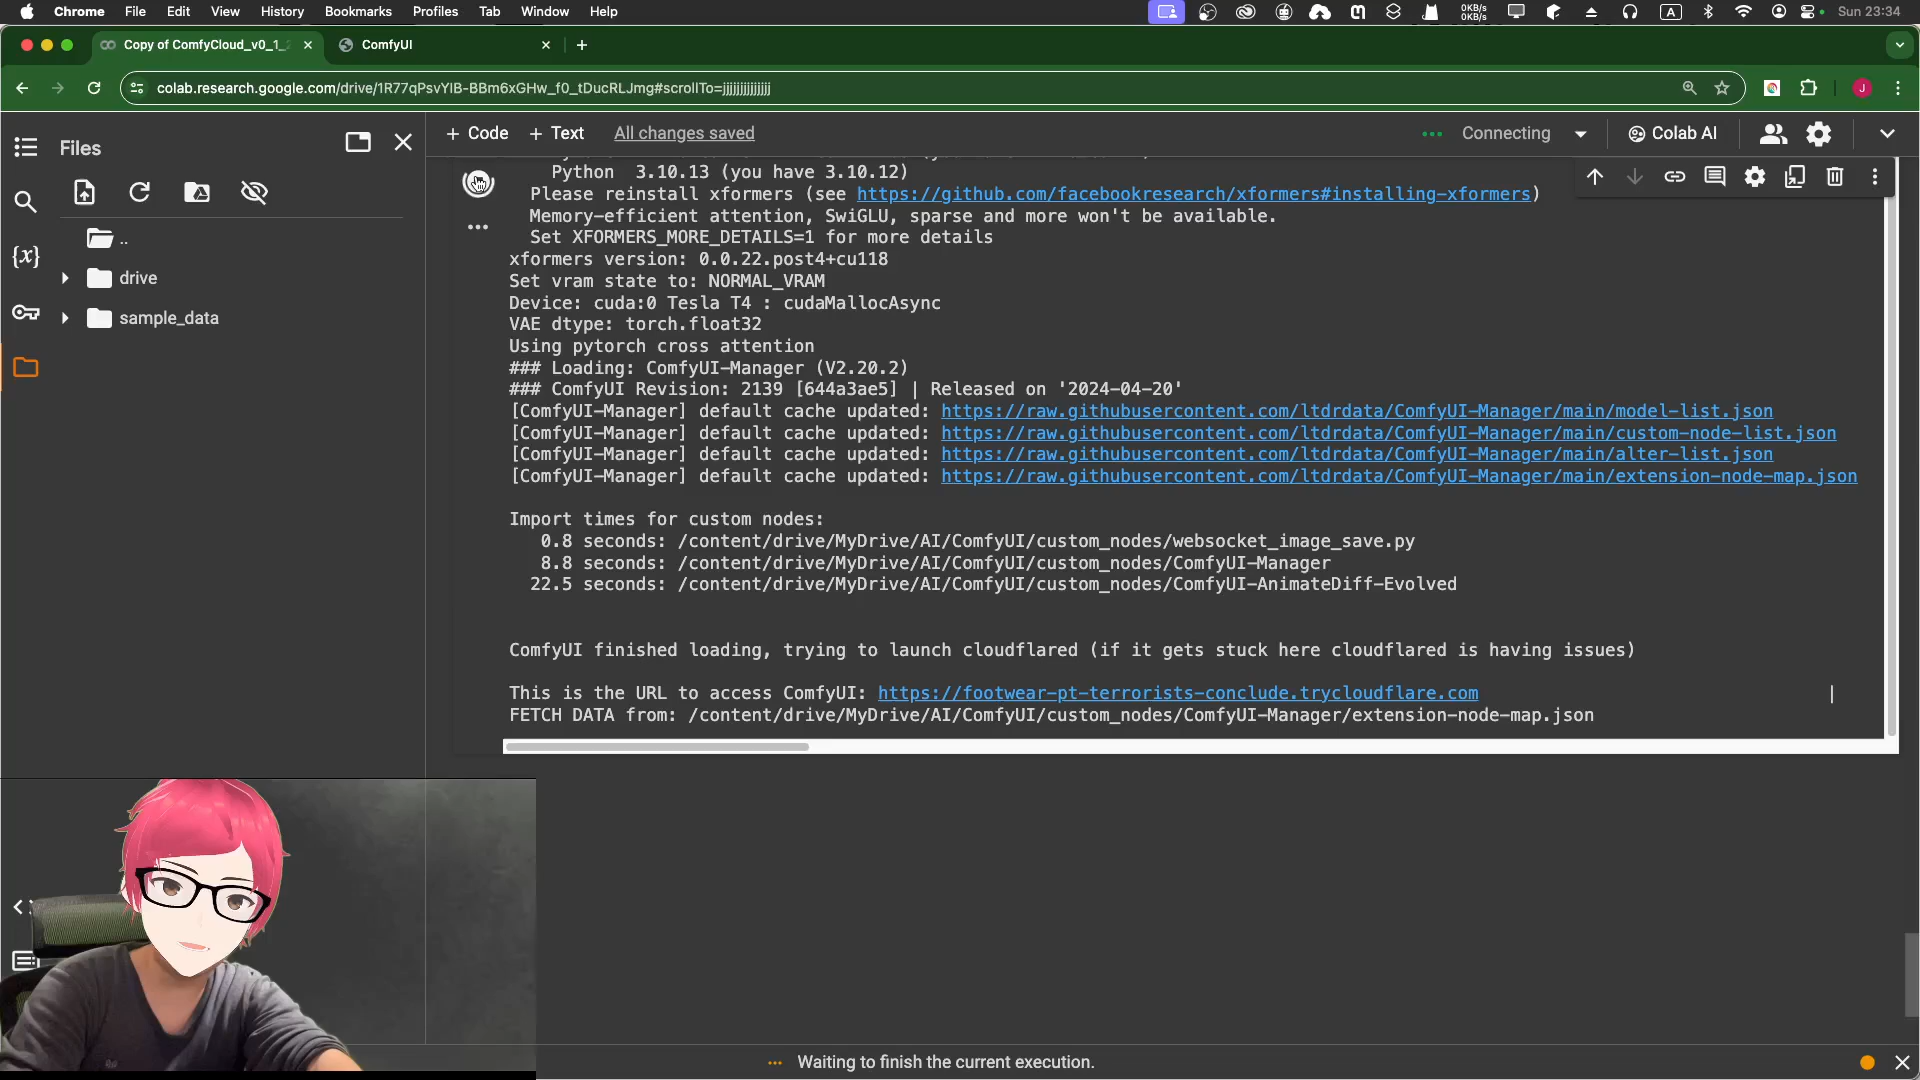 Chrome File Edit View History Bookmarks Profiles Tab Window Help
0KB/s
0KB/s
A
Sun 23:34
Copy of ComfyCloud_v0_1_
ComfyUI
colab.research.google.com/drive/1R77qPsvYIB-BBm6xGHw_f0_tDucRLJmg#scrollTo=jjjjjjjjjjjjjj
J
Files
+ Code + Text All changes saved
Connecting
Colab AI
..
drive
sample_data
{x}
Python 3.10.13 (you have 3.10.12)
Please reinstall xformers (see https://github.com/facebookresearch/xformers#installing-xformers)
Memory-efficient attention, SwiGLU, sparse and more won't be available.
Set XFORMERS_MORE_DETAILS=1 for more details
xformers version: 0.0.22.post4+cu118
Set vram state to: NORMAL_VRAM
Device: cuda:0 Tesla T4 : cudaMallocAsync
VAE dtype: torch.float32
Using pytorch cross attention
### Loading: ComfyUI-Manager (V2.20.2)
### ComfyUI Revision: 2139 [644a3ae5] | Released on '2024-04-20'
[ComfyUI-Manager] default cache updated: https://raw.githubusercontent.com/ltdrdata/ComfyUI-Manager/main/model-list.json
[ComfyUI-Manager] default cache updated: https://raw.githubusercontent.com/ltdrdata/ComfyUI-Manager/main/custom-node-list.json
[ComfyUI-Manager] default cache updated: https://raw.githubusercontent.com/ltdrdata/ComfyUI-Manager/main/alter-list.json
[ComfyUI-Manager] default cache updated: https://raw.githubusercontent.com/ltdrdata/ComfyUI-Manager/main/extension-node-map.json
Import times for custom nodes:
0.8 seconds: /content/drive/MyDrive/AI/ComfyUI/custom_nodes/websocket_image_save.py
8.8 seconds: /content/drive/MyDrive/AI/ComfyUI/custom_nodes/ComfyUI-Manager
22.5 seconds: /content/drive/MyDrive/AI/ComfyUI/custom_nodes/ComfyUI-AnimateDiff-Evolved
ComfyUI finished loading, trying to launch cloudflared (if it gets stuck here cloudflared is having issues)
This is the URL to access ComfyUI: https://footwear-pt-terrorists-conclude.trycloudflare.com
FETCH DATA from: /content/drive/MyDrive/AI/ComfyUI/custom_nodes/ComfyUI-Manager/extension-node-map.json
Waiting to finish the current execution.